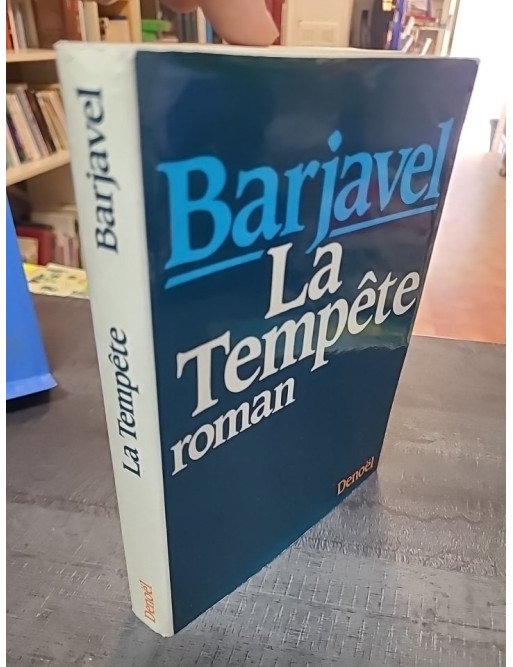 Barjavel
La Tempête
Denoël
Barjavel
La
Tempête
roman
Denoël